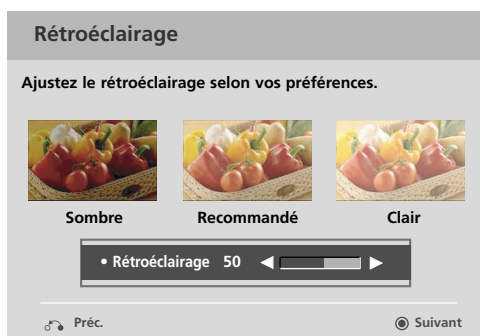 Rétroéclairage
Ajustez le rétroéclairage selon vos préférences.
Sombre Recommandé Clair
• Rétroéclairage 50
Préc. Suivant